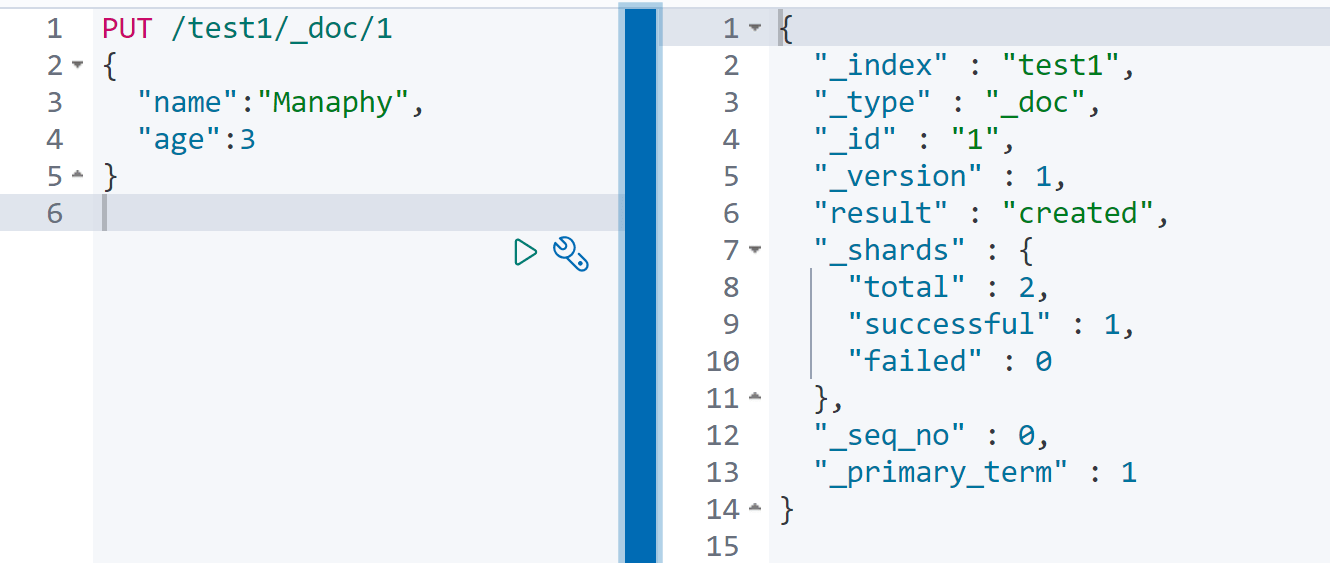 1 PUT /test1/_doc/1
2 {
3   "name":"Manaphy",
4   "age":3
5 }
6
1 {
2   "_index" : "test1",
3   "_type" : "_doc",
4   "_id" : "1",
5   "_version" : 1,
6   "result" : "created",
7   "_shards" : {
8     "total" : 2,
9     "successful" : 1,
10     "failed" : 0
11   },
12   "_seq_no" : 0,
13   "_primary_term" : 1
14 }
15